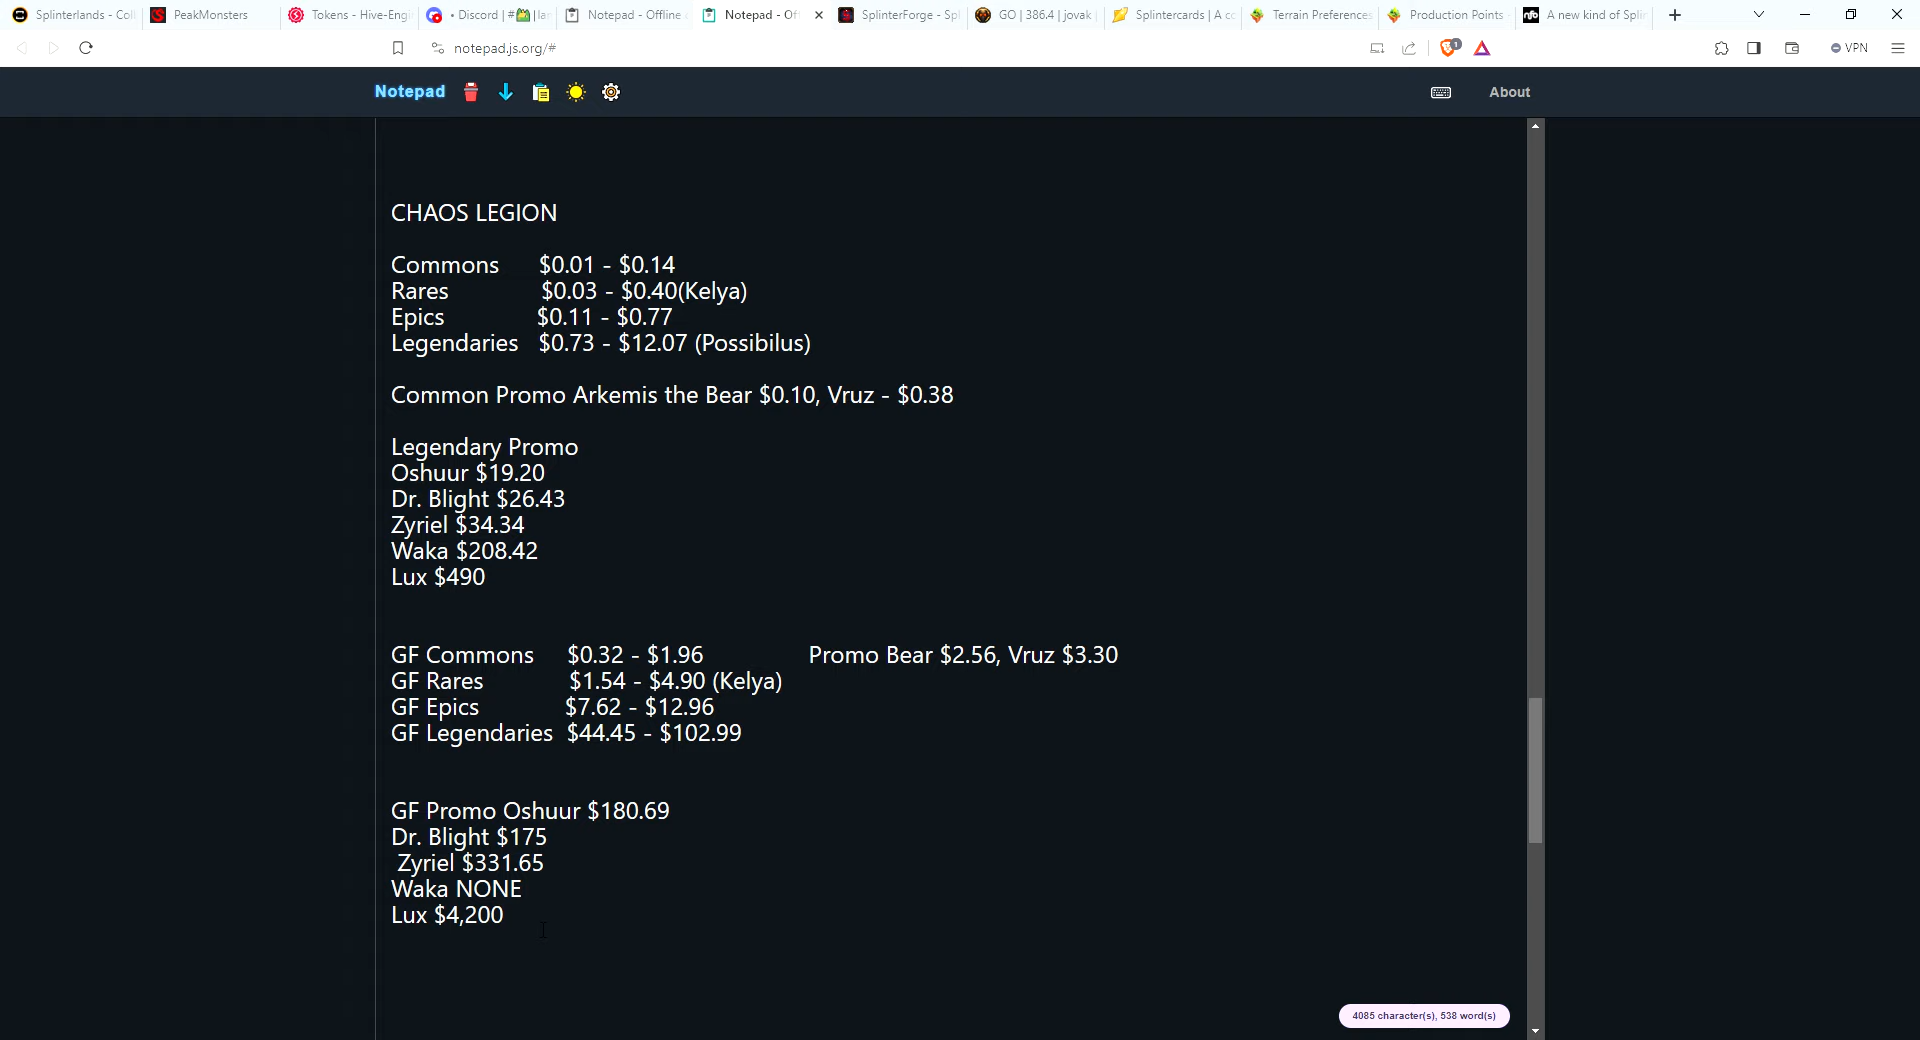 Splinterlands - Coll
PeakMonsters
Tokens - Hive-Engi
• Discord | #
Notepad - Offline
Notepad - Of
SplinterForge - Spl
GO | 386.4 | jovak
Splintercards | A co
Terrain Preferences
Production Points
A new kind of Splin
notepad.js.org/#
1
VPN
Notepad
About
CHAOS LEGION
Commons $0.01 - $0.14
Rares $0.03 - $0.40(Kelya)
Epics $0.11 - $0.77
Legendaries $0.73 - $12.07 (Possibilus)
Common Promo Arkemis the Bear $0.10, Vruz - $0.38
Legendary Promo
Oshuur $19.20
Dr. Blight $26.43
Zyriel $34.34
Waka $208.42
Lux $490
GF Commons $0.32 - $1.96 Promo Bear $2.56, Vruz $3.30
GF Rares $1.54 - $4.90 (Kelya)
GF Epics $7.62 - $12.96
GF Legendaries $44.45 - $102.99
GF Promo Oshuur $180.69
Dr. Blight $175
Zyriel $331.65
Waka NONE
Lux $4,200
4085 character(s), 538 word(s)